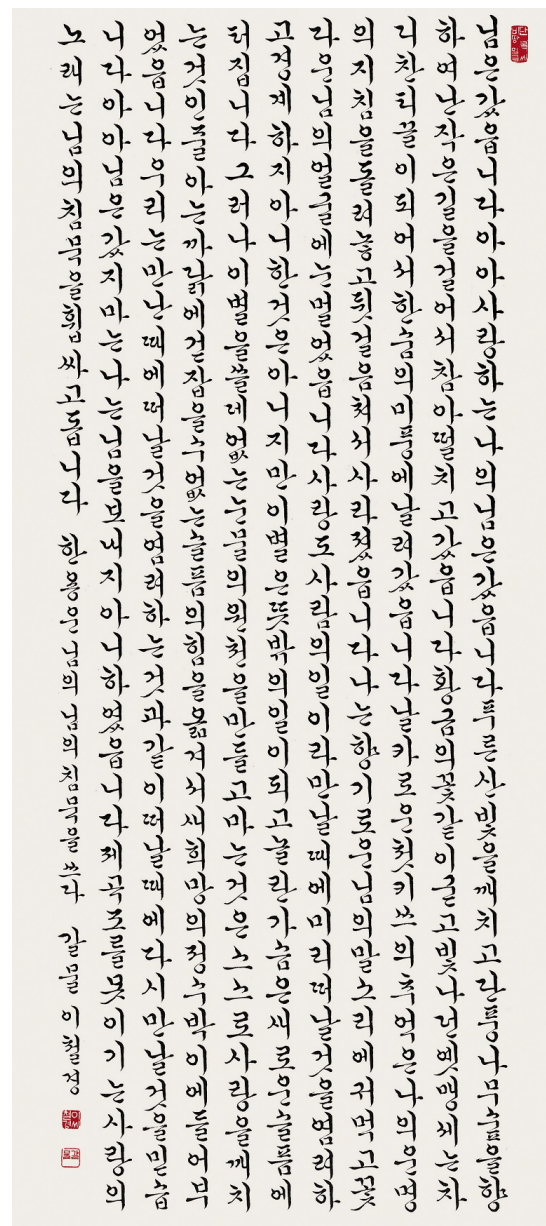 님은갔읍니다아아사랑하는나의님은갔읍니다푸른산빛을깨치고단풍나무숲을향
하여난작은길을걸어서참아떨치고갔읍니다황금의꽃같이굳고빛나던옛맹세는차
디찬티끌이되어서한숨의미풍에날려갔읍니다날카로운첫키쓰의추억은나의운명
의지침을돌려놓고뒷걸음쳐서사라졌읍니다나는향기로운님의말소리에귀먹고꽃
다운님의얼굴에눈멀었읍니다사랑도사람의일이라만날때에미리떠날것을염려하
고경계하지아니한것은아니지만이별은뜻밖의일이되고놀란가슴은새로운슬픔에
터집니다그러나이별을쓸데없는눈물의원천을만들고마는것은스스로사랑을깨치
는것인줄아는까닭에걷잡을수없는슬픔의힘을옮겨서새희망의정수박이에들어부
었읍니다우리는만날때에떠날것을염려하는것과같이떠날때에다시만날것을믿습
니다아아님은갔지마는나는님을보내지아니하였읍니다제곡조를못이기는사랑의
노래는님의침묵을휩싸고돕니다 한용운님의님의침묵을쓰다 갈물 이철경